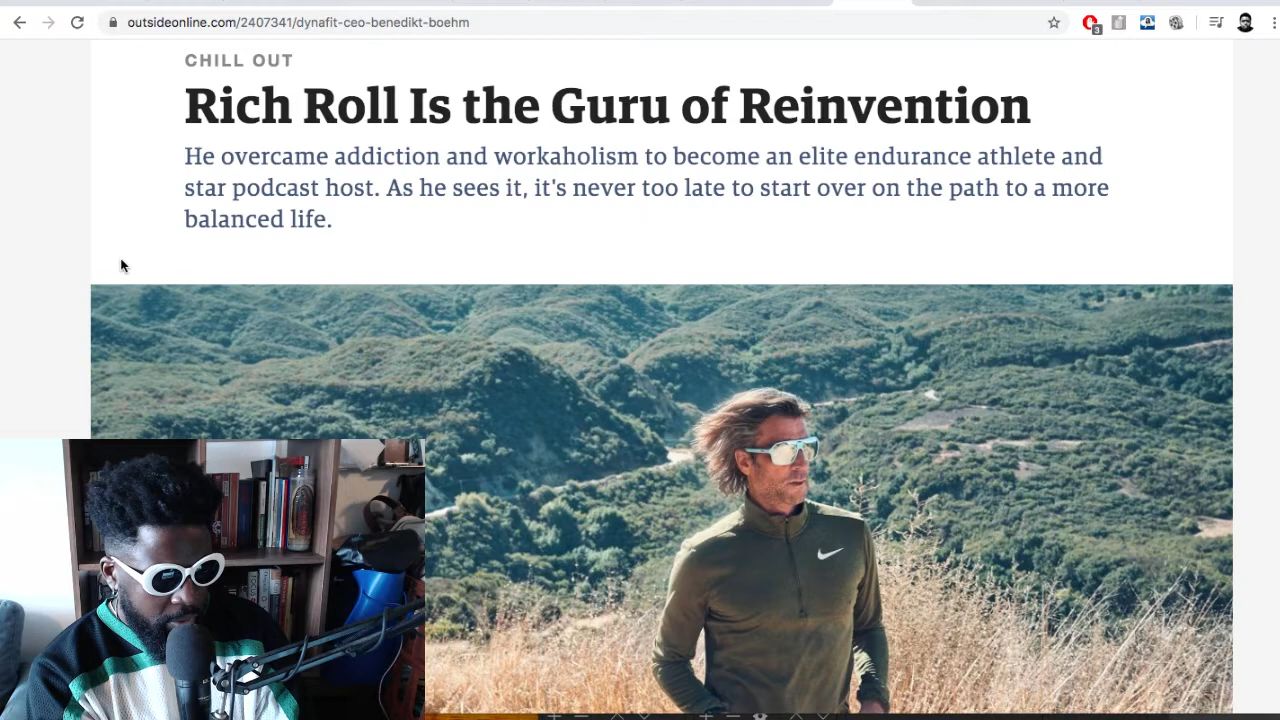 outsideonline.com/2407341/dynafit-ceo-benedikt-boehm
3
CHILL OUT
Rich Roll Is the Guru of Reinvention
He overcame addiction and workaholism to become an elite endurance athlete and
star podcast host. As he sees it, it's never too late to start over on the path to a more
balanced life.